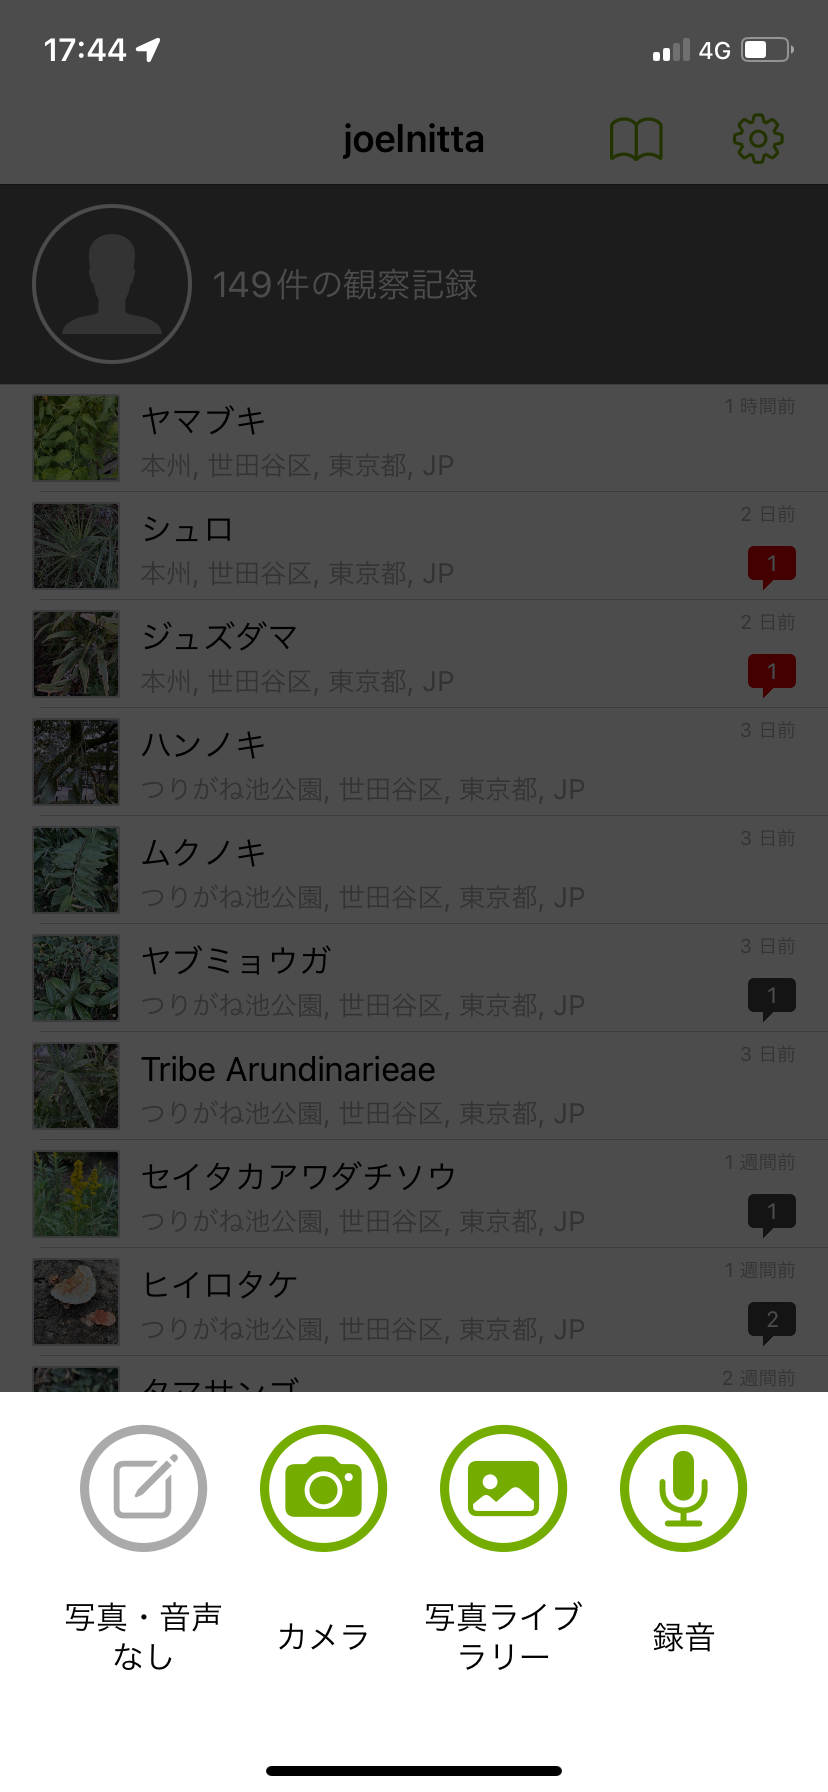 17:44
4G
joelnitta
149件の観察記録
ヤマブキ
1 時間前
本州, 世田谷区, 東京都, JP
シュロ
2 日前
本州, 世田谷区, 東京都, JP
1
ジュズダマ
2 日前
本州, 世田谷区, 東京都, JP
1
ハンノキ
3 日前
つりがね池公園, 世田谷区, 東京都, JP
ムクノキ
3 日前
つりがね池公園, 世田谷区, 東京都, JP
ヤブミョウガ
3 日前
つりがね池公園, 世田谷区, 東京都, JP
1
Tribe Arundinarieae
3 日前
つりがね池公園, 世田谷区, 東京都, JP
セイタカアワダチソウ
1 週間前
つりがね池公園, 世田谷区, 東京都, JP
1
ヒイロタケ
1 週間前
つりがね池公園, 世田谷区, 東京都, JP
2
タマサンゴ
2 週間前
写真・音声
なし
カメラ
写真ライブ
ラリー
録音